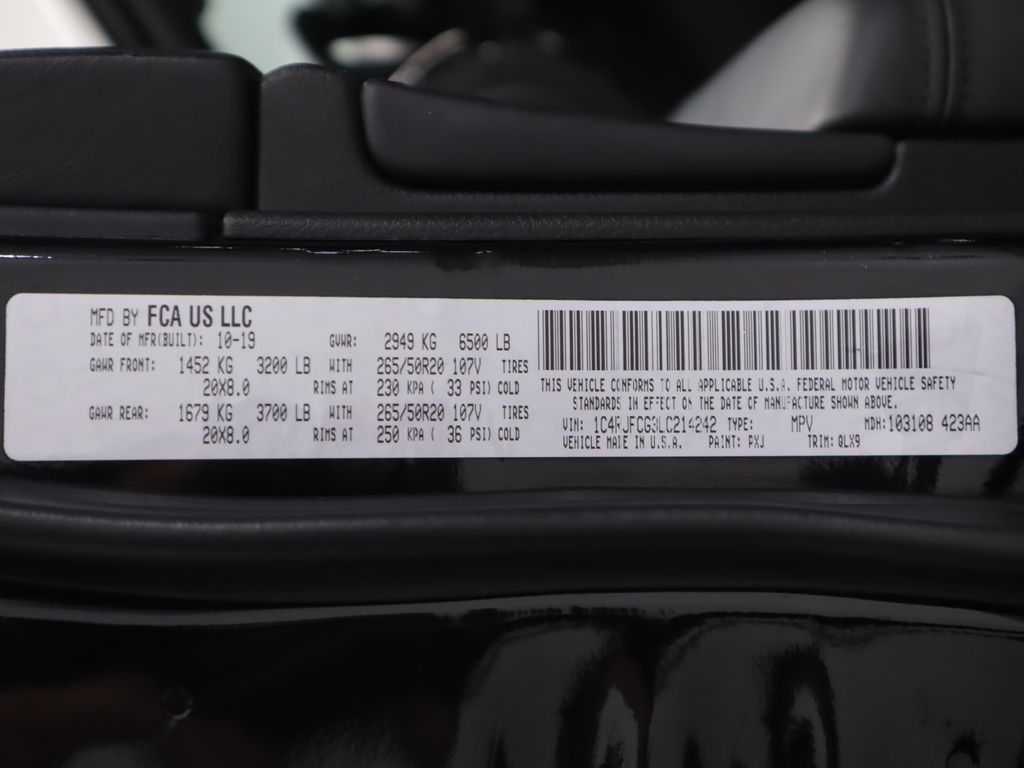 MFD BY FCA US LLC
DATE OF MFR(BUILT): 10-19 GVWR: 2949 KG 6500 LB
GAWR FRONT: 1452 KG 3200 LB WITH 265/50R20 107V TIRES
20X8.0 RIMS AT 230 KPA ( 33 PSI) COLD
GAWR REAR: 1679 KG 3700 LB WITH 265/50R20 107V TIRES
20X8.0 RIMS AT 250 KPA ( 36 PSI) COLD
THIS VEHICLE CONFORMS TO ALL APPLICABLE U.S.A. FEDERAL MOTOR VEHICLE SAFETY
STANDARDS IN EFFECT ON THE DATE OF MANUFACTURE SHOWN ABOVE.
VIN: 1C4RJFCG3LC214242 TYPE: MPV MDH: 103108 423AA
VEHICLE MADE IN U.S.A. PAINT: PXJ TRIM: QLX9